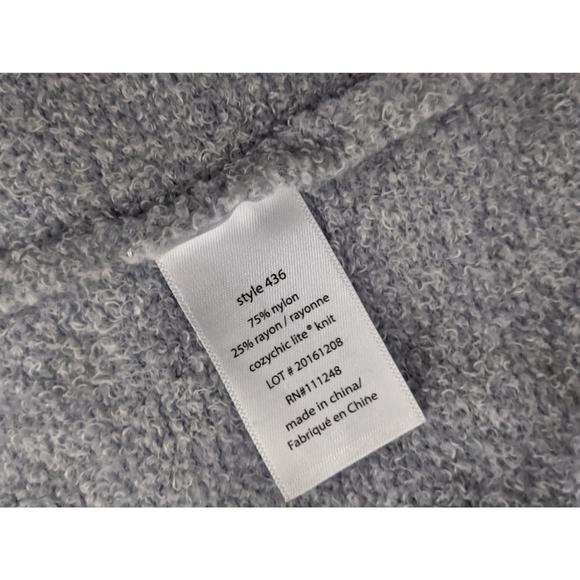 style 436
75% nylon
25% rayon / rayonne
cozychic lite® knit
LOT # 20161208
RN#111248
made in china/
Fabriqué en Chine